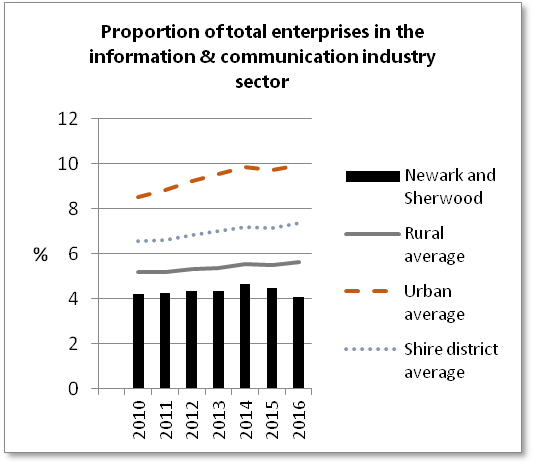 Proportion of total enterprises in the
information & communication industry
sector
12
10
8
6
4
2
0
%
2010
2011
2012
2013
2014
2015
2016
Newark and
Sherwood
Rural
average
Urban
average
Shire district
average